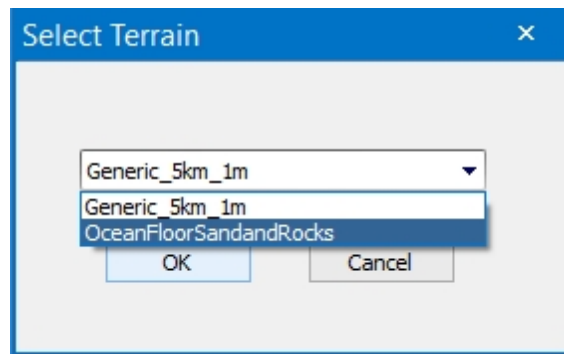 Select Terrain
Generic_5km_1m
Generic_5km_1m
OceanFloorSandandRocks
OK Cancel